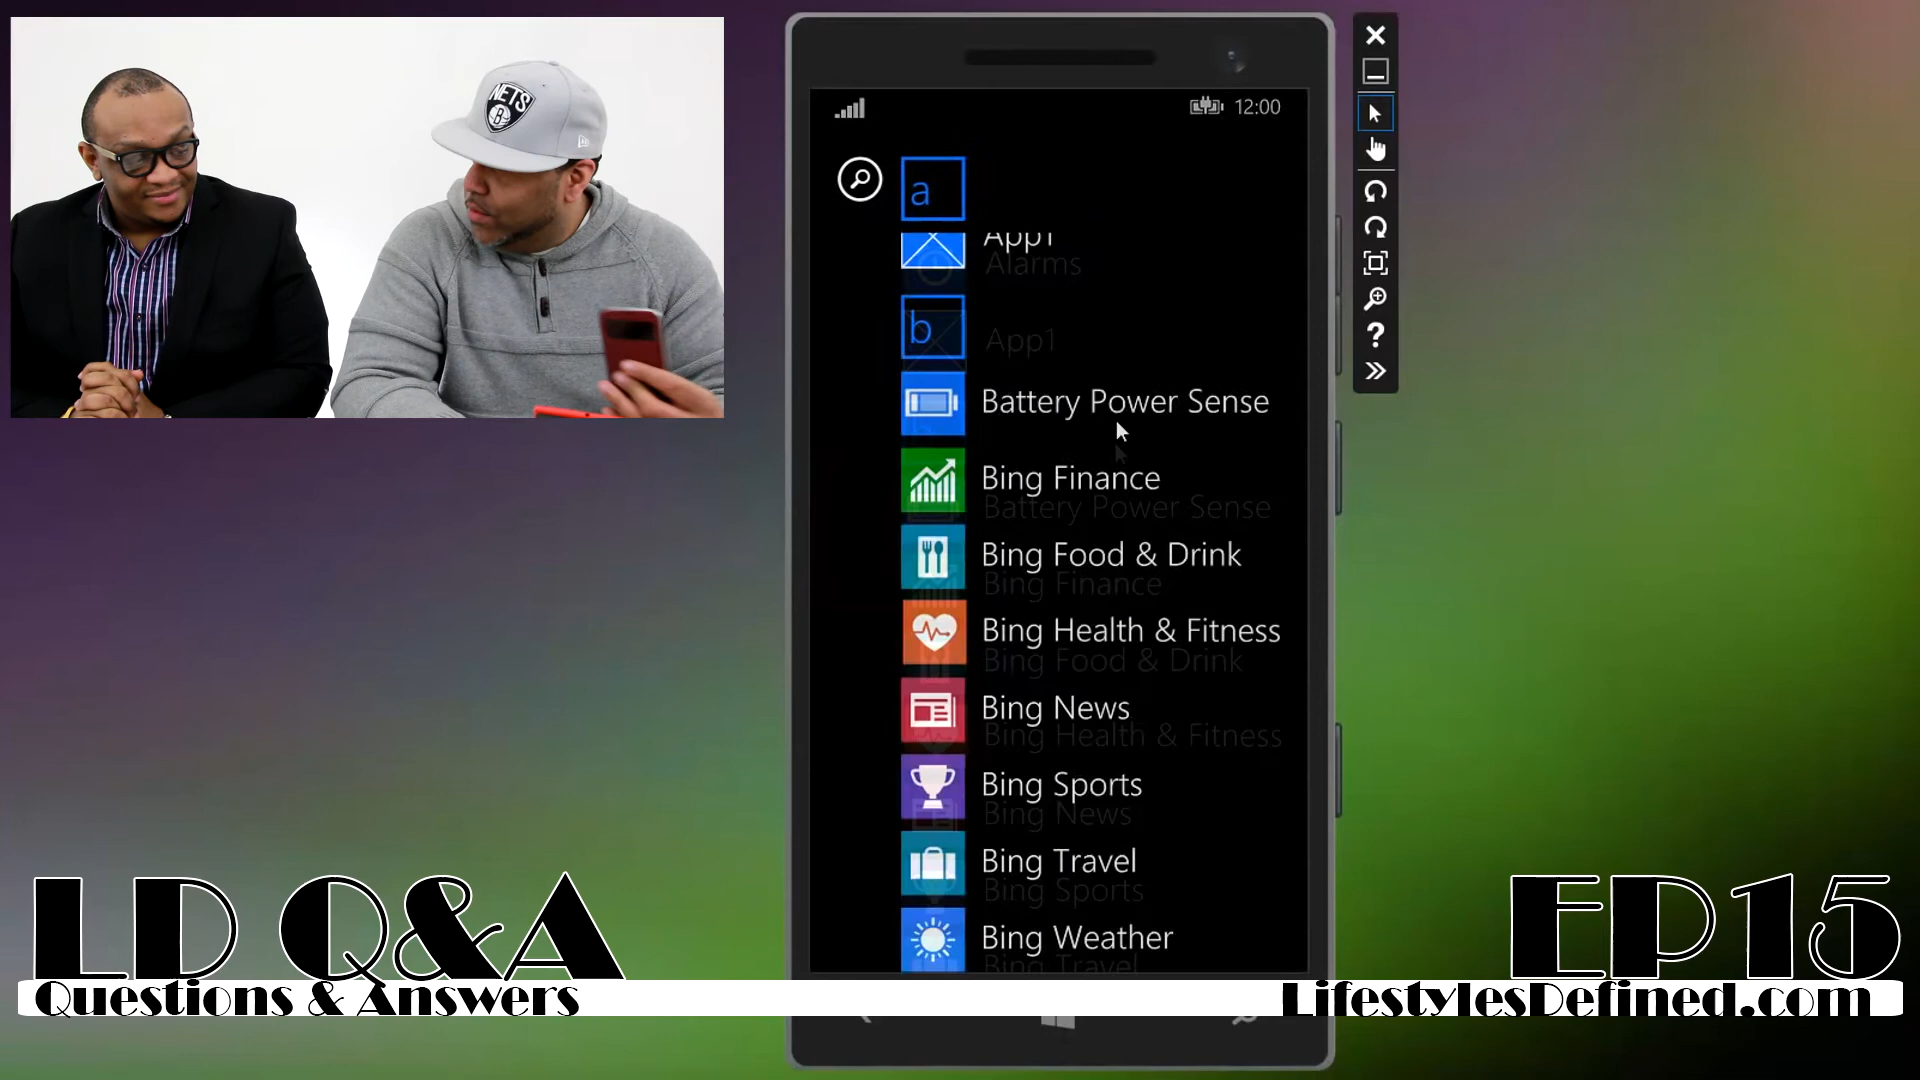 NETS
B
12:00
a
App1
Alarms
b
App1
Battery Power Sense
Bing Finance
Battery Power Sense
Bing Food & Drink
Bing Finance
Bing Health & Fitness
Bing Food & Drink
Bing News
Bing Health & Fitness
Bing Sports
Bing News
Bing Travel
Bing Sports
Bing Weather
Bing Travel
?
LD Q&A
Questions & Answers
EP15
LifestylesDefined.com